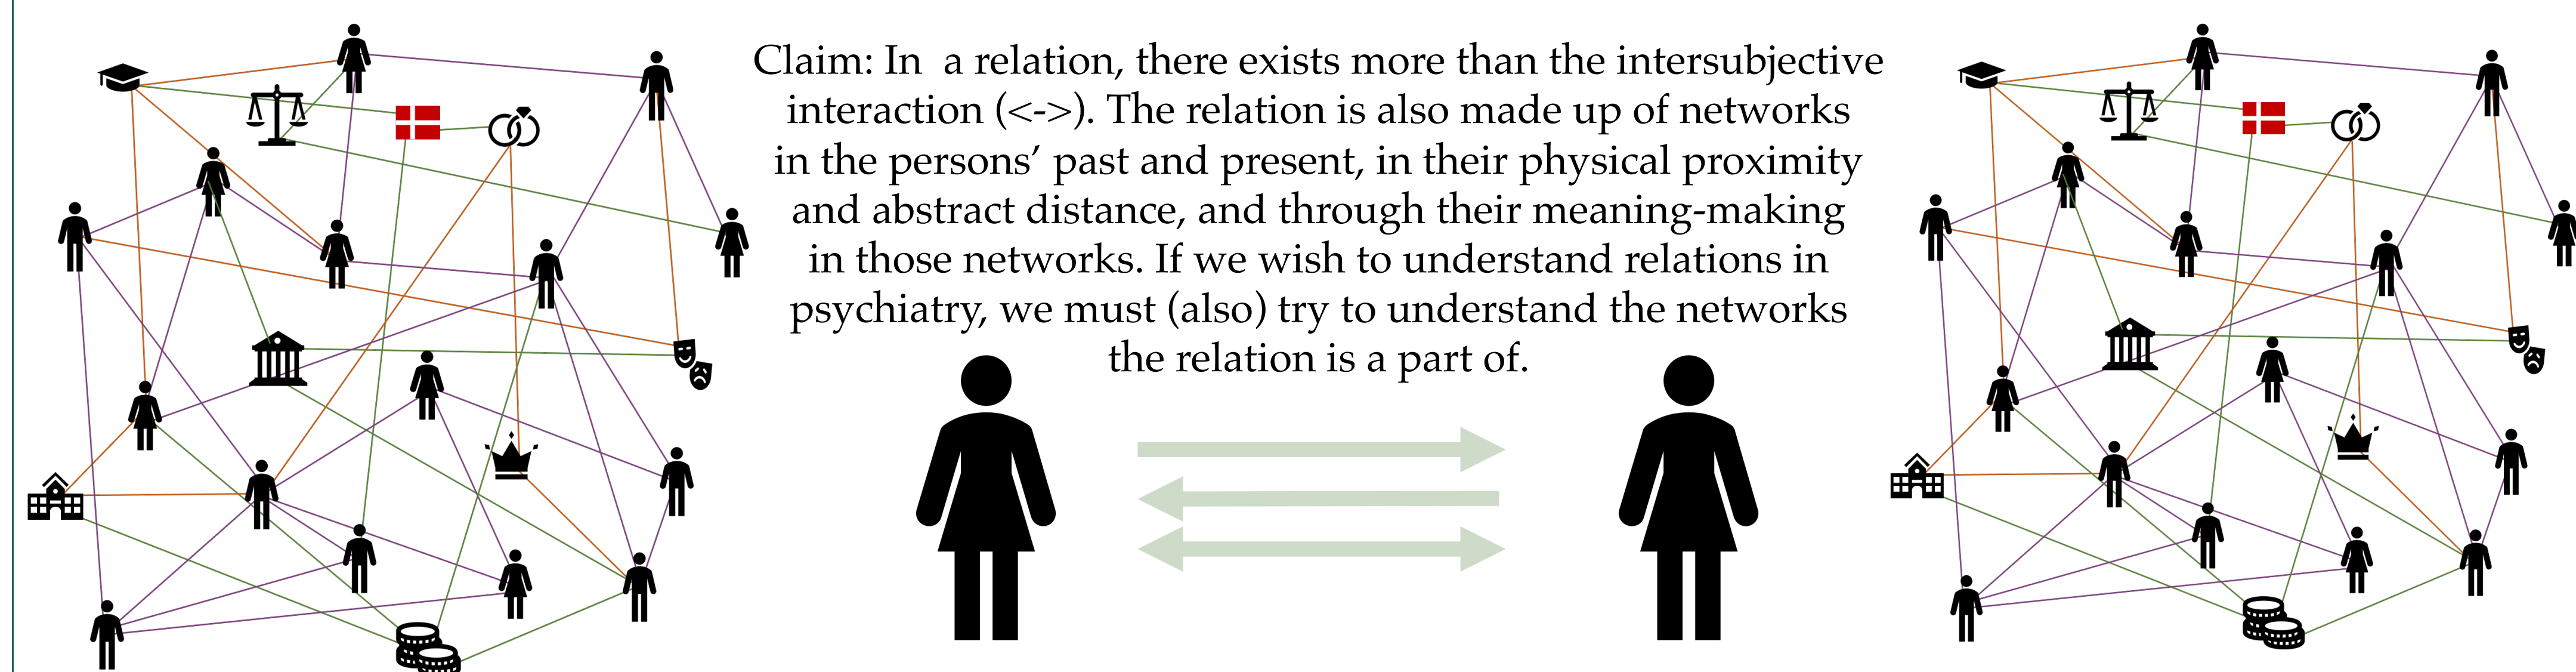 Claim: In  a relation, there exists more than the intersubjective
interaction (<->). The relation is also made up of networks
in the persons’ past and present, in their physical proximity
and abstract distance, and through their meaning-making
in those networks. If we wish to understand relations in
psychiatry, we must (also) try to understand the networks
the relation is a part of.